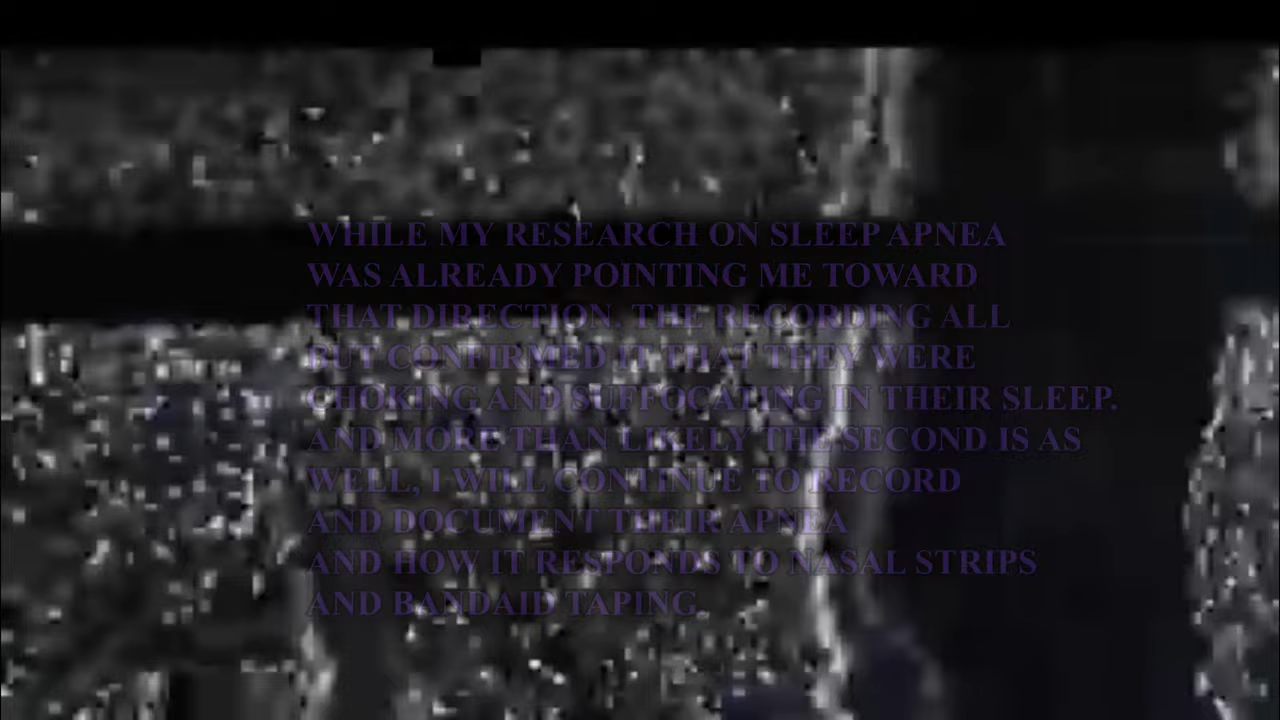 WHILE MY RESEARCH ON SLEEP APNEA
WAS ALREADY POINTING ME TOWARD
THAT DIRECTION. THE RECORDING ALL
BUT CONFIRMED IT THAT THEY WERE
CHOKING AND SUFFOCATING IN THEIR SLEEP.
AND MORE THAN LIKELY THE SECOND IS AS
WELL, I WILL CONTINUE TO RECORD
AND DOCUMENT THEIR APNEA
AND HOW IT RESPONDS TO NASAL STRIPS
AND BANDAID TAPING.